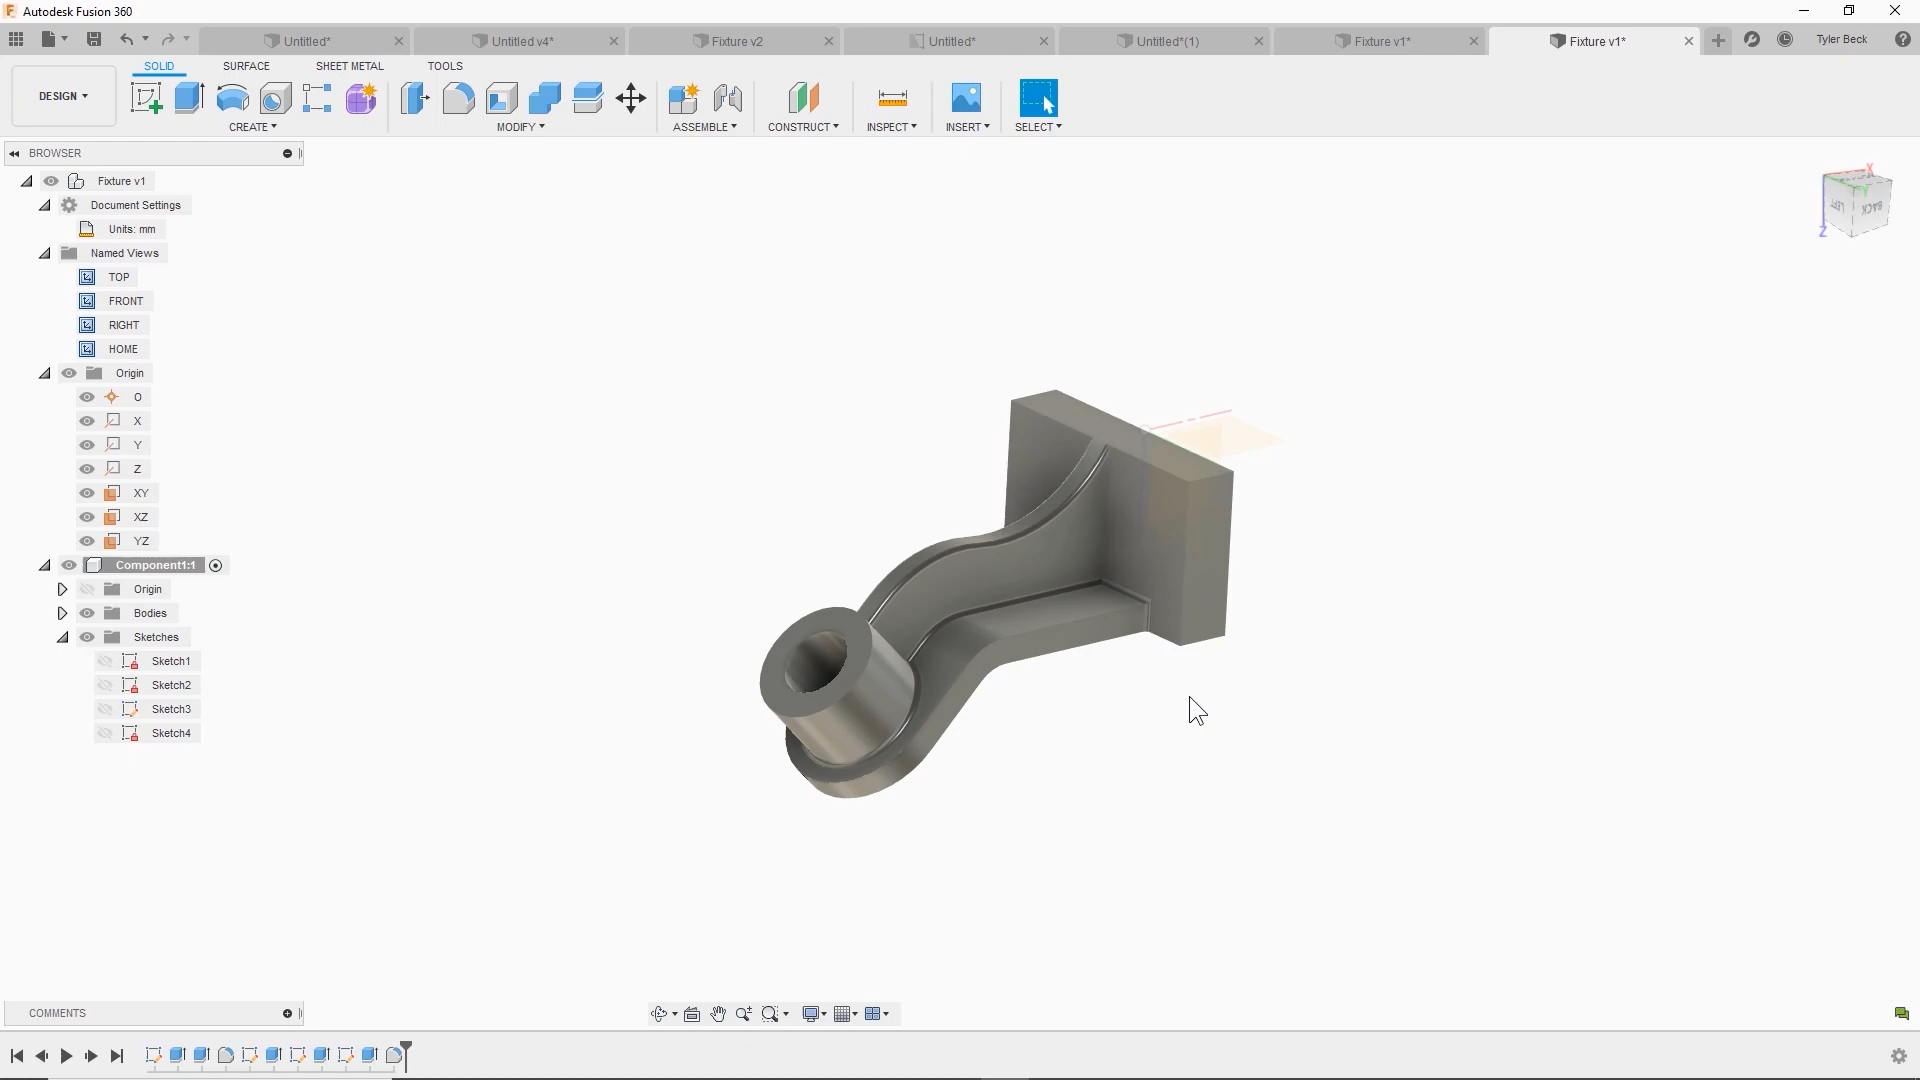 Autodesk Fusion 360
Untitled*
Untitled v4*
Fixture v2
Untitled*
Untitled*(1)
Fixture v1*
Fixture v1*
Tyler Beck
DESIGN
SOLID
SURFACE
SHEET METAL
TOOLS
CREATE
MODIFY
ASSEMBLE
CONSTRUCT
INSPECT
INSERT
SELECT
BROWSER
Fixture v1
Document Settings
Units: mm
Named Views
TOP
FRONT
RIGHT
HOME
Origin
O
X
Y
Z
XY
XZ
YZ
Component1:1
Origin
Bodies
Sketches
Sketch1
Sketch2
Sketch3
Sketch4
X
Y
Z
LEFT
BACK
COMMENTS